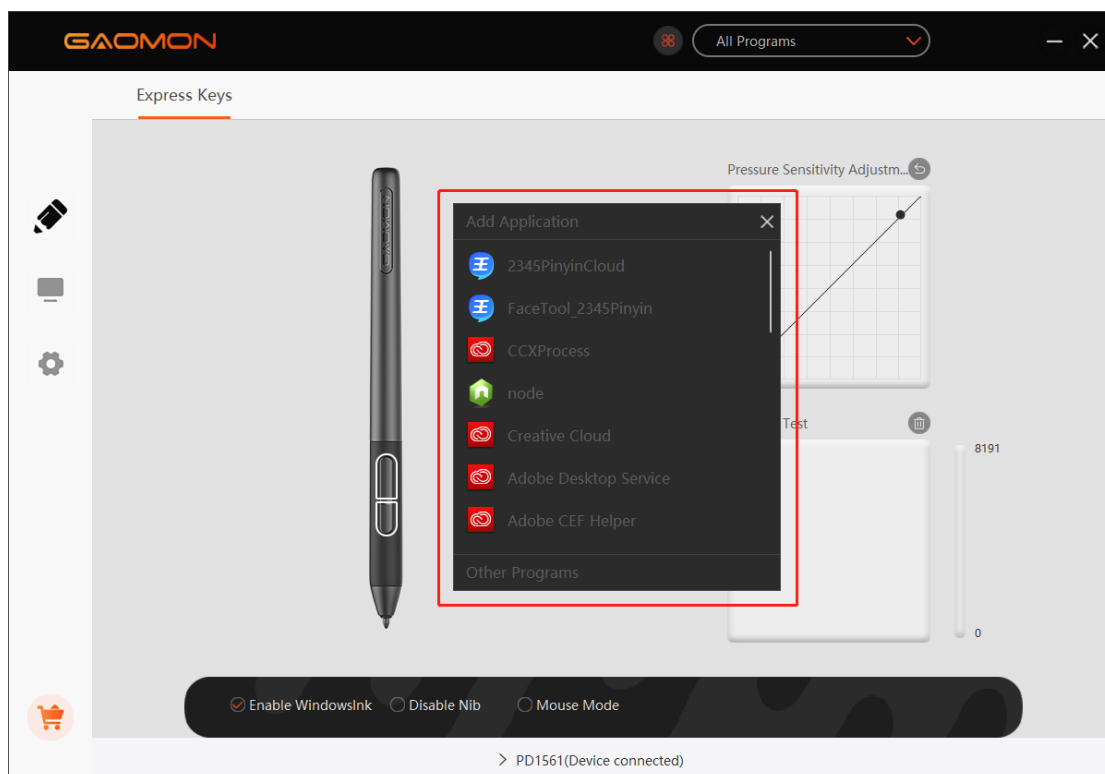 GAOMON
All Programs
Express Keys
Pressure Sensitivity Adjustm...
Add Application
2345PinyinCloud
FaceTool_2345Pinyin
CCXProcess
node
Creative Cloud
Adobe Desktop Service
Adobe CEF Helper
Other Programs
Test
8191
0
Enable WindowsInk
Disable Nib
Mouse Mode
PD1561(Device connected)